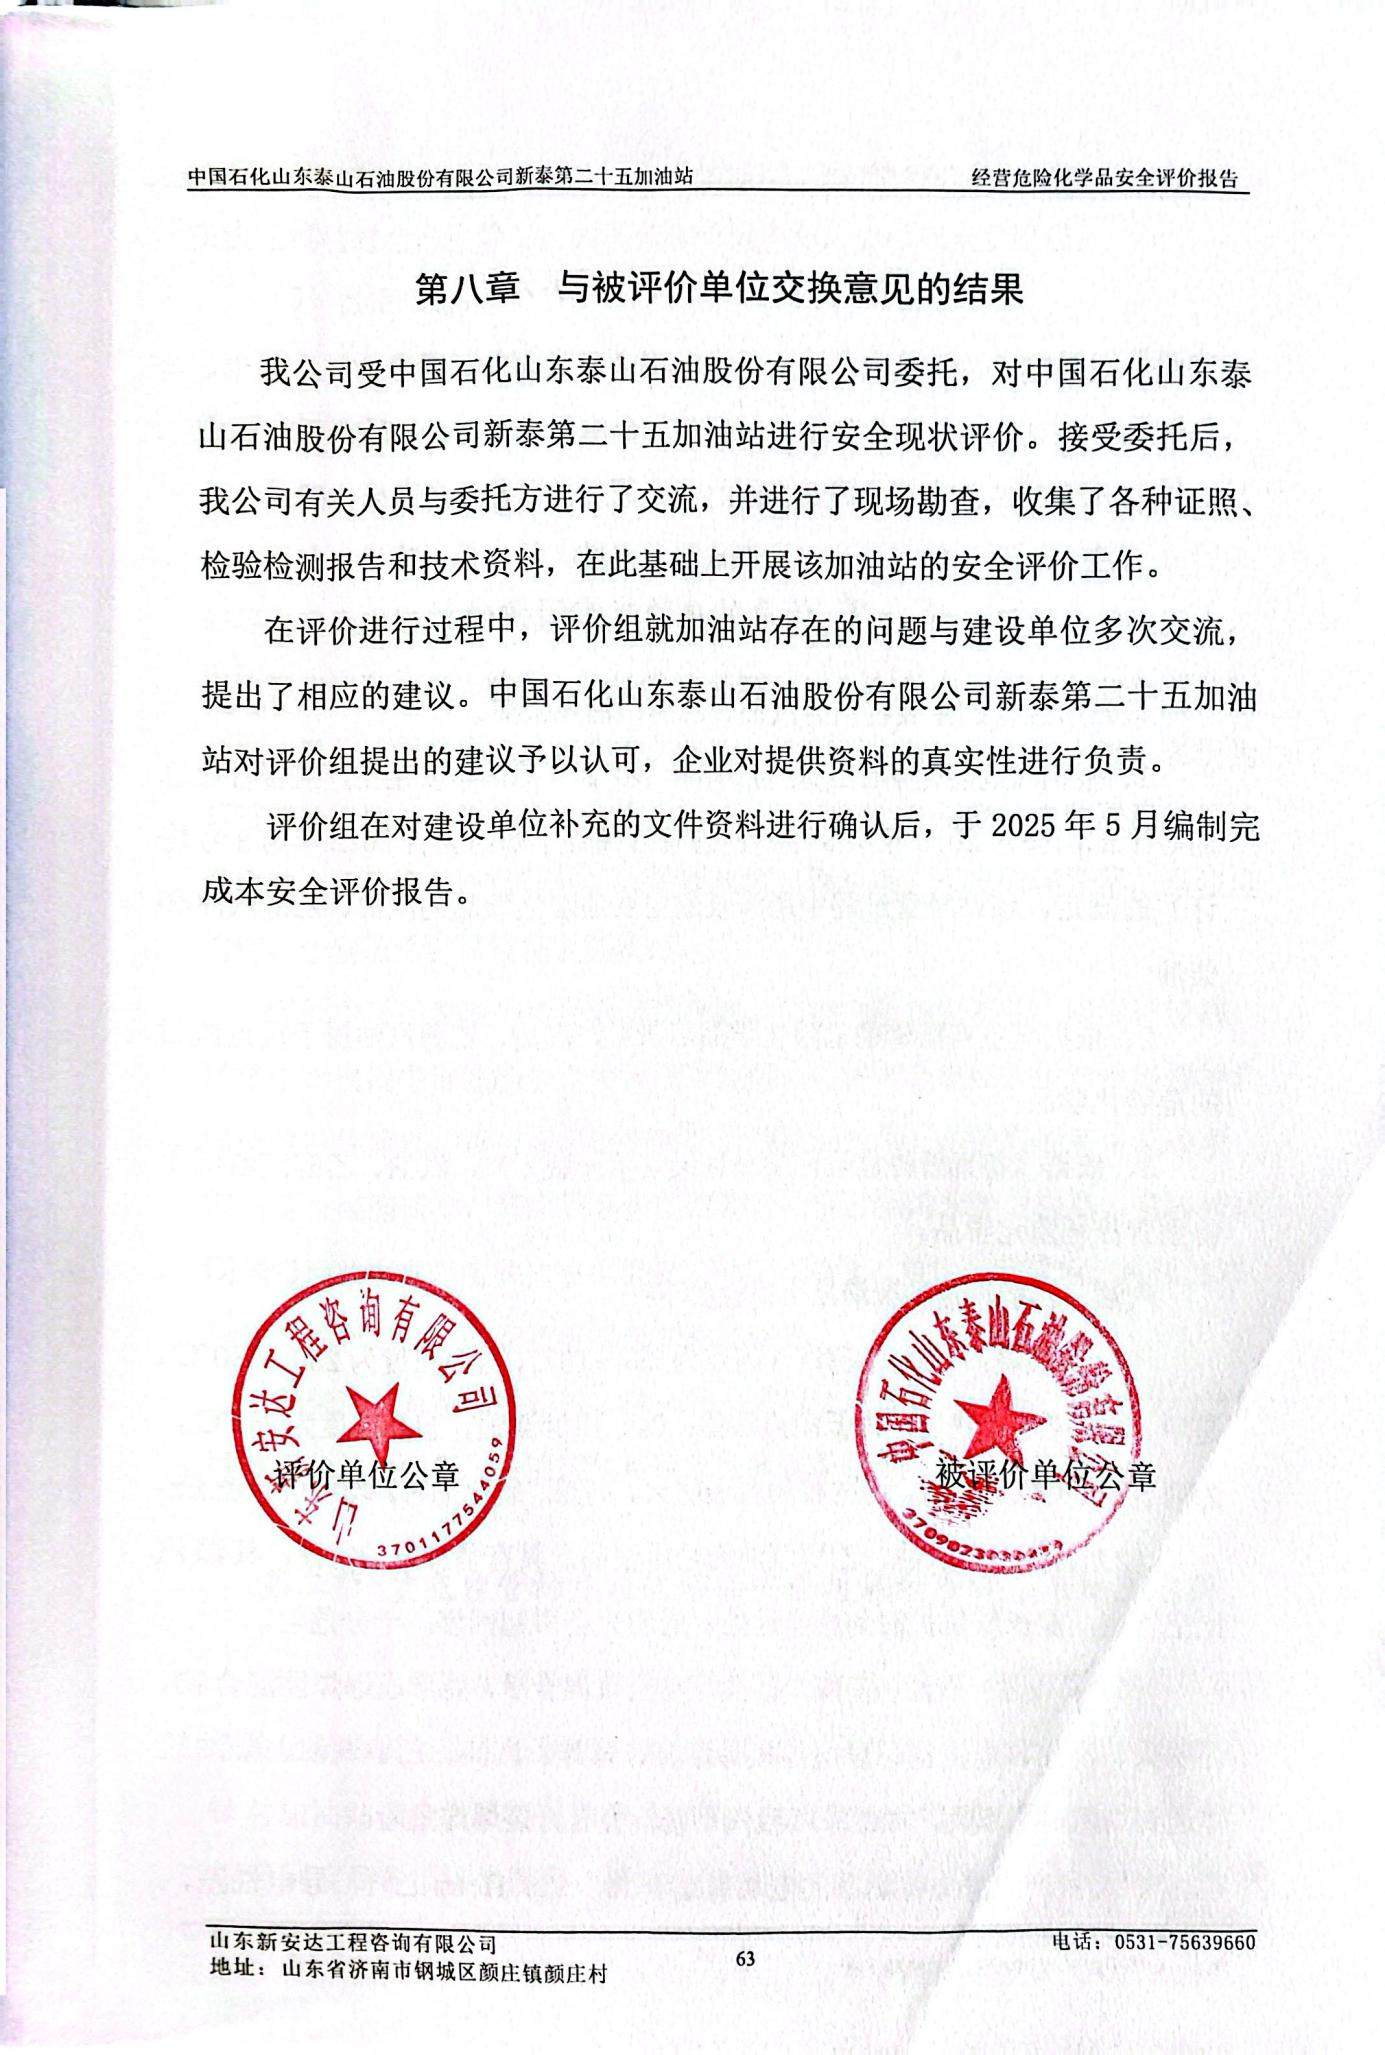 中国石化山东泰山石油股份有限公司新泰第二十五加油站 经营危险化学品安全评价报告
第八章 与被评价单位交换意见的结果
我公司受中国石化山东泰山石油股份有限公司委托，对中国石化山东泰
山石油股份有限公司新泰第二十五加油站进行安全现状评价。接受委托后，
我公司有关人员与委托方进行了交流，并进行了现场勘查，收集了各种证照、
检验检测报告和技术资料，在此基础上开展该加油站的安全评价工作。
在评价进行过程中，评价组就加油站存在的问题与建设单位多次交流，
提出了相应的建议。中国石化山东泰山石油股份有限公司新泰第二十五加油
站对评价组提出的建议予以认可，企业对提供资料的真实性进行负责。
评价组在对建设单位补充的文件资料进行确认后，于 2025 年 5 月编制完
成本安全评价报告。
山东新安达工程咨询有限公司
评价单位公章
3701177544059
中国石化山东泰山石油股份有限公司
被评价单位公章
山东新安达工程咨询有限公司
地址：山东省济南市钢城区颜庄镇颜庄村
63
电话：0531-75639660